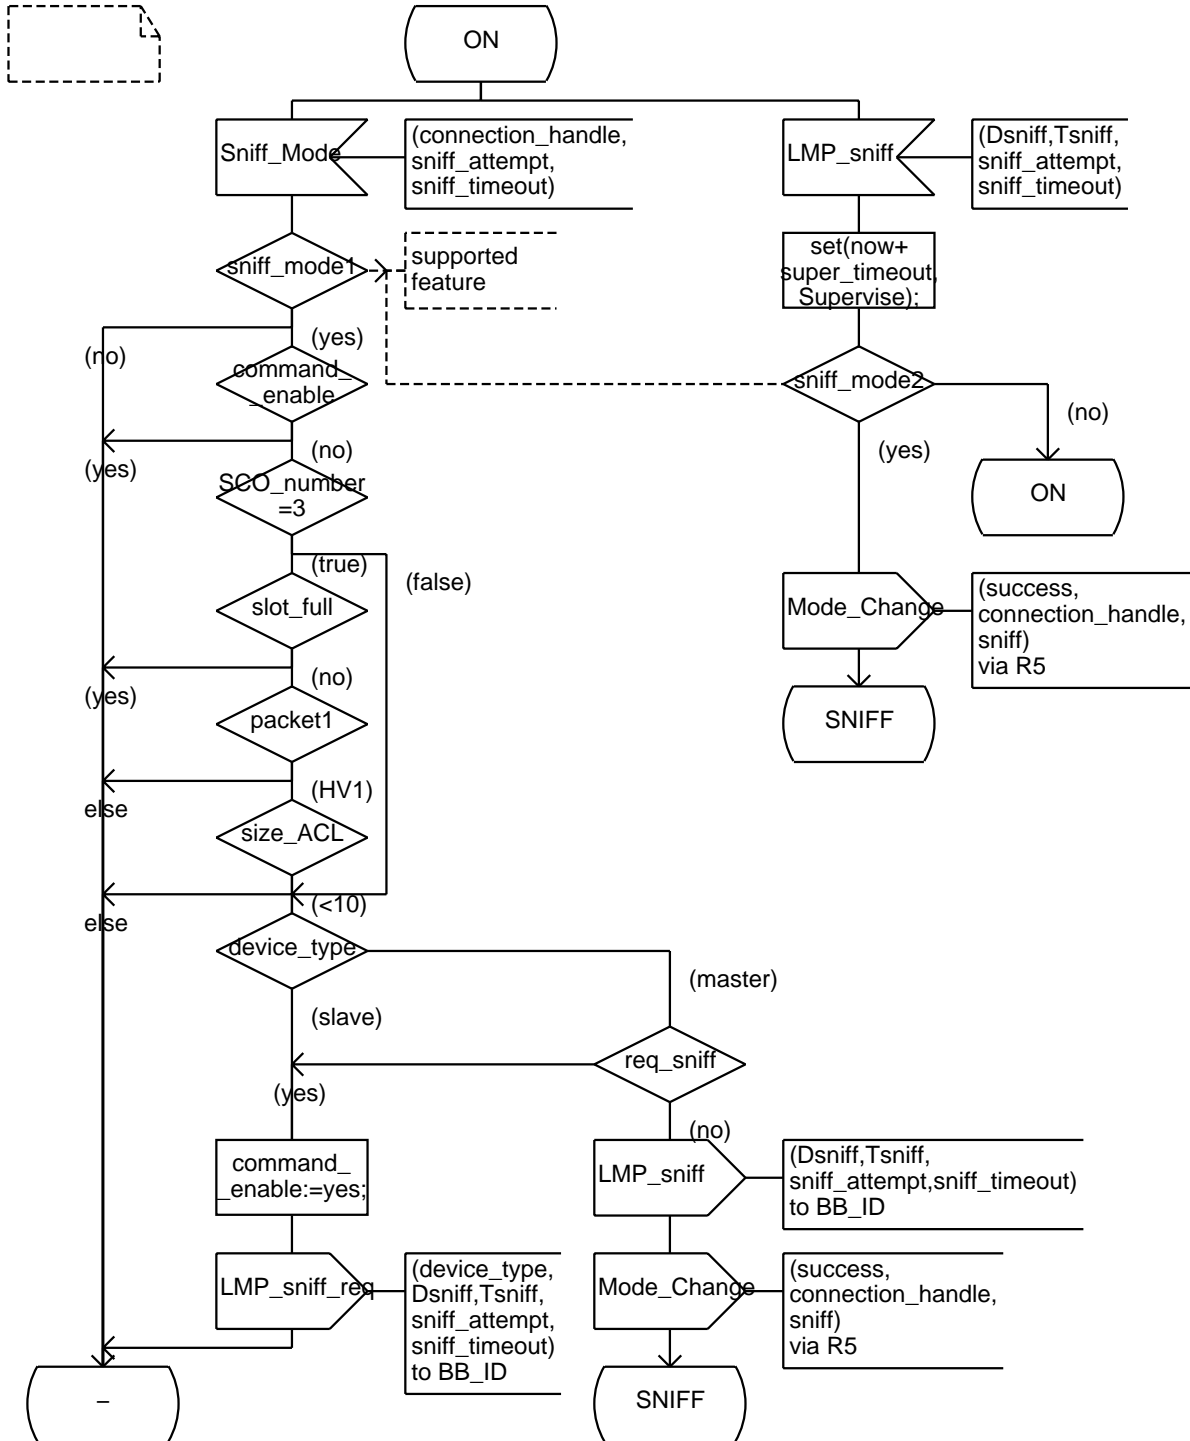 ON
Sniff_Mode
(connection_handle,
sniff_attempt,
sniff_timeout)
LMP_sniff
(Dsniff,Tsniff,
sniff_attempt,
sniff_timeout)
sniff_mode1
supported
feature
set(now+
super_timeout,
Supervise);
(no)
(yes)
command_
_enable
sniff_mode2
(no)
(yes)
(yes)
(no)
SCO_number
=3
ON
(true)
(false)
slot_full
Mode_Change
(success,
connection_handle,
sniff)
via R5
(yes)
(no)
packet1
SNIFF
else
(HV1)
size_ACL
else
(<10)
device_type
(master)
(slave)
req_sniff
(yes)
(no)
command_
_enable:=yes;
LMP_sniff
(Dsniff,Tsniff,
sniff_attempt,sniff_timeout)
to BB_ID
LMP_sniff_req
(device_type,
Dsniff,Tsniff,
sniff_attempt,
sniff_timeout)
to BB_ID
Mode_Change
(success,
connection_handle,
sniff)
via R5
–
SNIFF